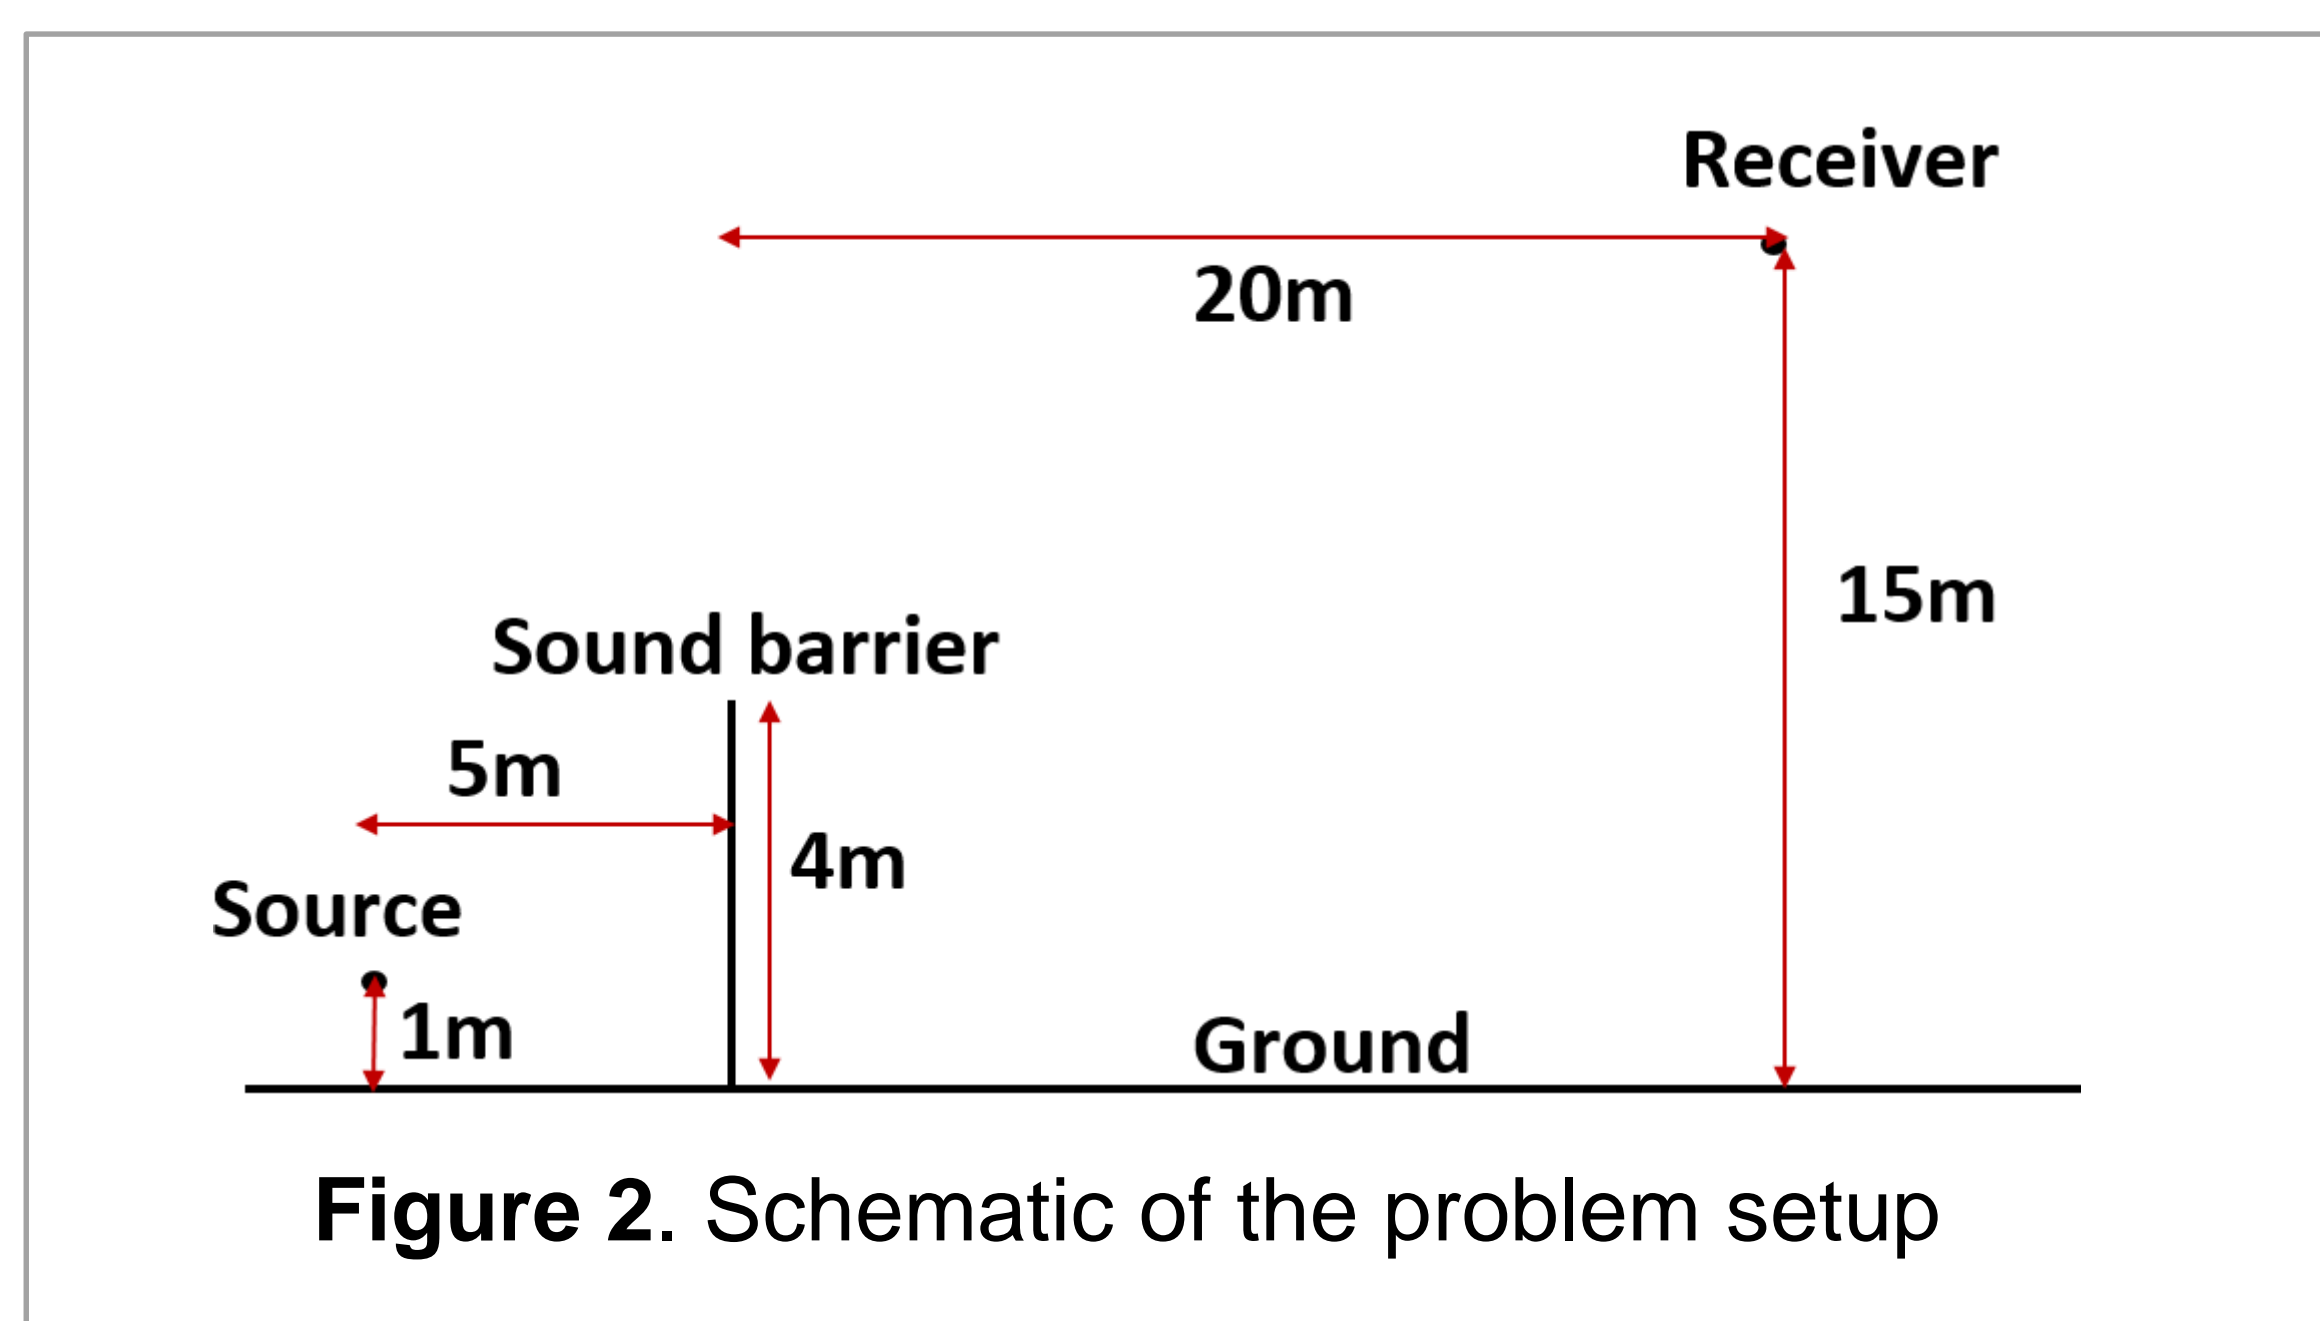 Receiver
20m
15m
Sound barrier
5m
4m
Source
1m
Ground
Figure 2. Schematic of the problem setup